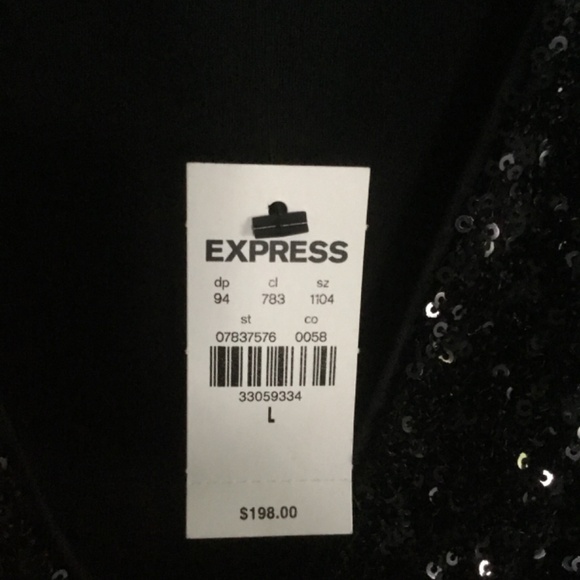 EXPRESS
dp cl sz
94 783 1104
st co
07837576 0058
33059334
L
$198.00